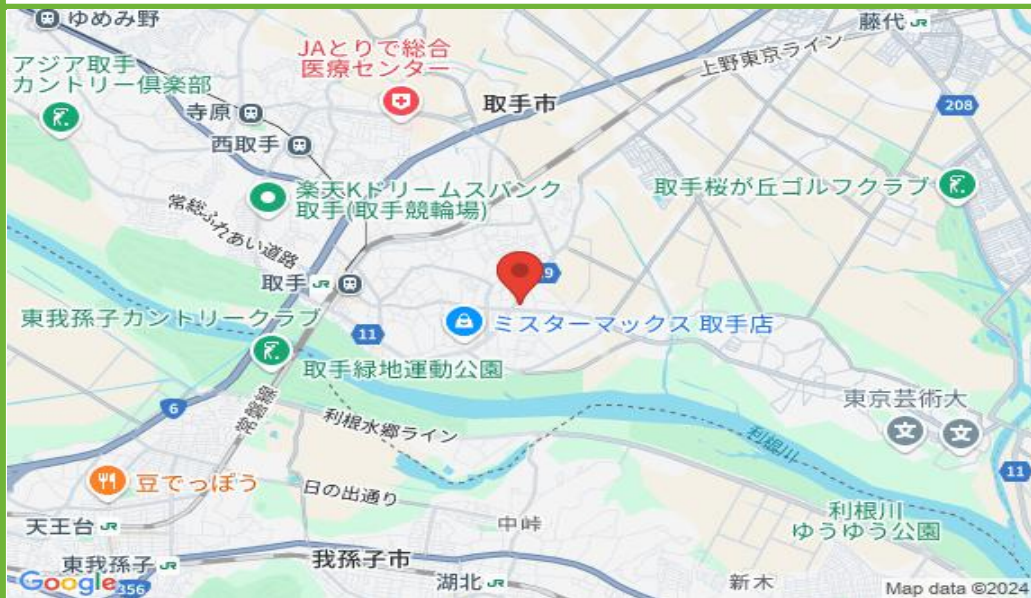 ゆめみ野
藤代 JR
アジア取手
カントリー倶楽部
JAとりで総合
医療センター
上野東京ライン
取手市
208
寺原
西取手
楽天Kドリームスバンク
取手(取手競輪場)
取手桜が丘ゴルフクラブ
常総ふれあい道路
取手 JR
東我孫子カントリークラブ
11
ミスターマックス 取手店
取手緑地運動公園
6
常磐線
利根水郷ライン
利根川
東京芸術大
11
豆でっぽう
日の出通り
天王台 JR
中峠
利根川
ゆうゆう公園
東我孫子 JR
我孫子市
湖北 JR
新木
Google
356
Map data ©2024